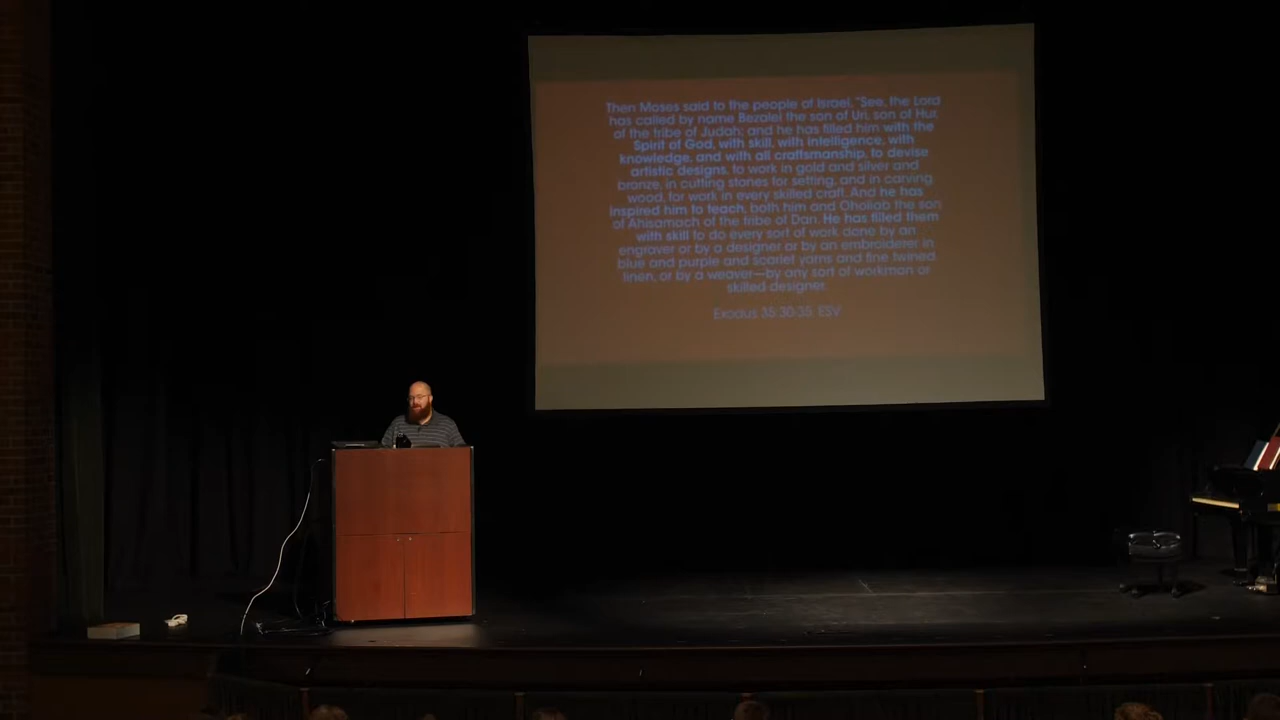 Then Moses said to the people of Israel, "See, the Lord
has called by name Bezalel the son of Uri, son of Hur,
of the tribe of Judah; and he has filled him with the
Spirit of God, with skill, with intelligence, with
knowledge, and with all craftsmanship, to devise
artistic designs, to work in gold and silver and
bronze, in cutting stones for setting, and in carving
wood, for work in every skilled craft. And he has
inspired him to teach, both him and Oholiab the son
of Ahisamach of the tribe of Dan. He has filled them
with skill to do every sort of work done by an
engraver or by a designer or by an embroiderer in
blue and purple and scarlet yarns and fine twined
linen, or by a weaver—by any sort of workman or
skilled designer.
Exodus 35:30-35 ESV